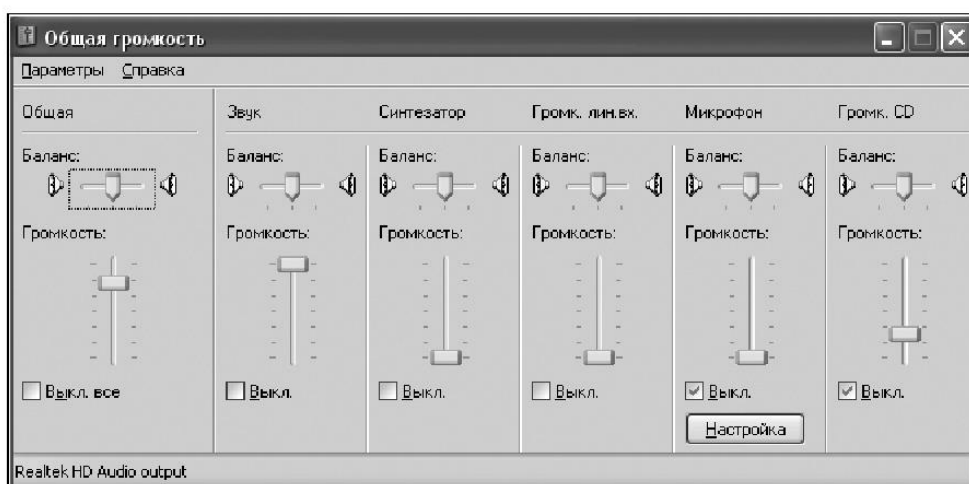 Общая громкость
Параметры Справка
Общая Звук Синтезатор Громк. лин.вх. Микрофон Громк. CD
Баланс: Баланс: Баланс: Баланс: Баланс: Баланс:
Громкость: Громкость: Громкость: Громкость: Громкость: Громкость:
Выкл. все Выкл. Выкл. Выкл. Выкл. Выкл.
Настройка
Realtek HD Audio output